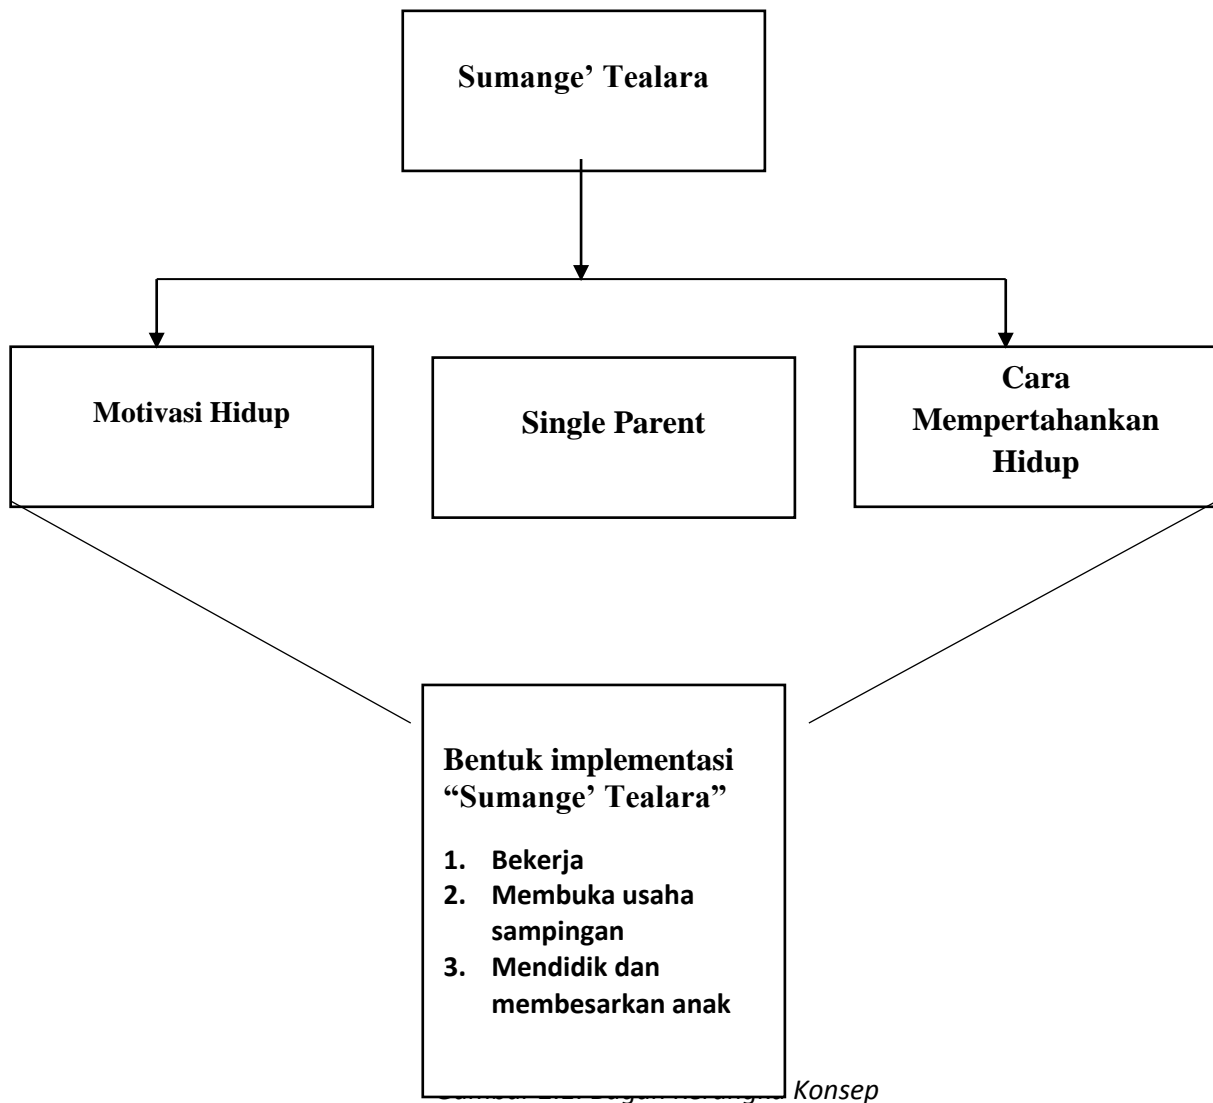 Sumange’ Tealara
Motivasi Hidup
Single Parent
Cara
Mempertahankan
Hidup
Bentuk implementasi
“Sumange’ Tealara”
1. Bekerja
2. Membuka usaha
sampingan
3. Mendidik dan
membesarkan anak
Konsep